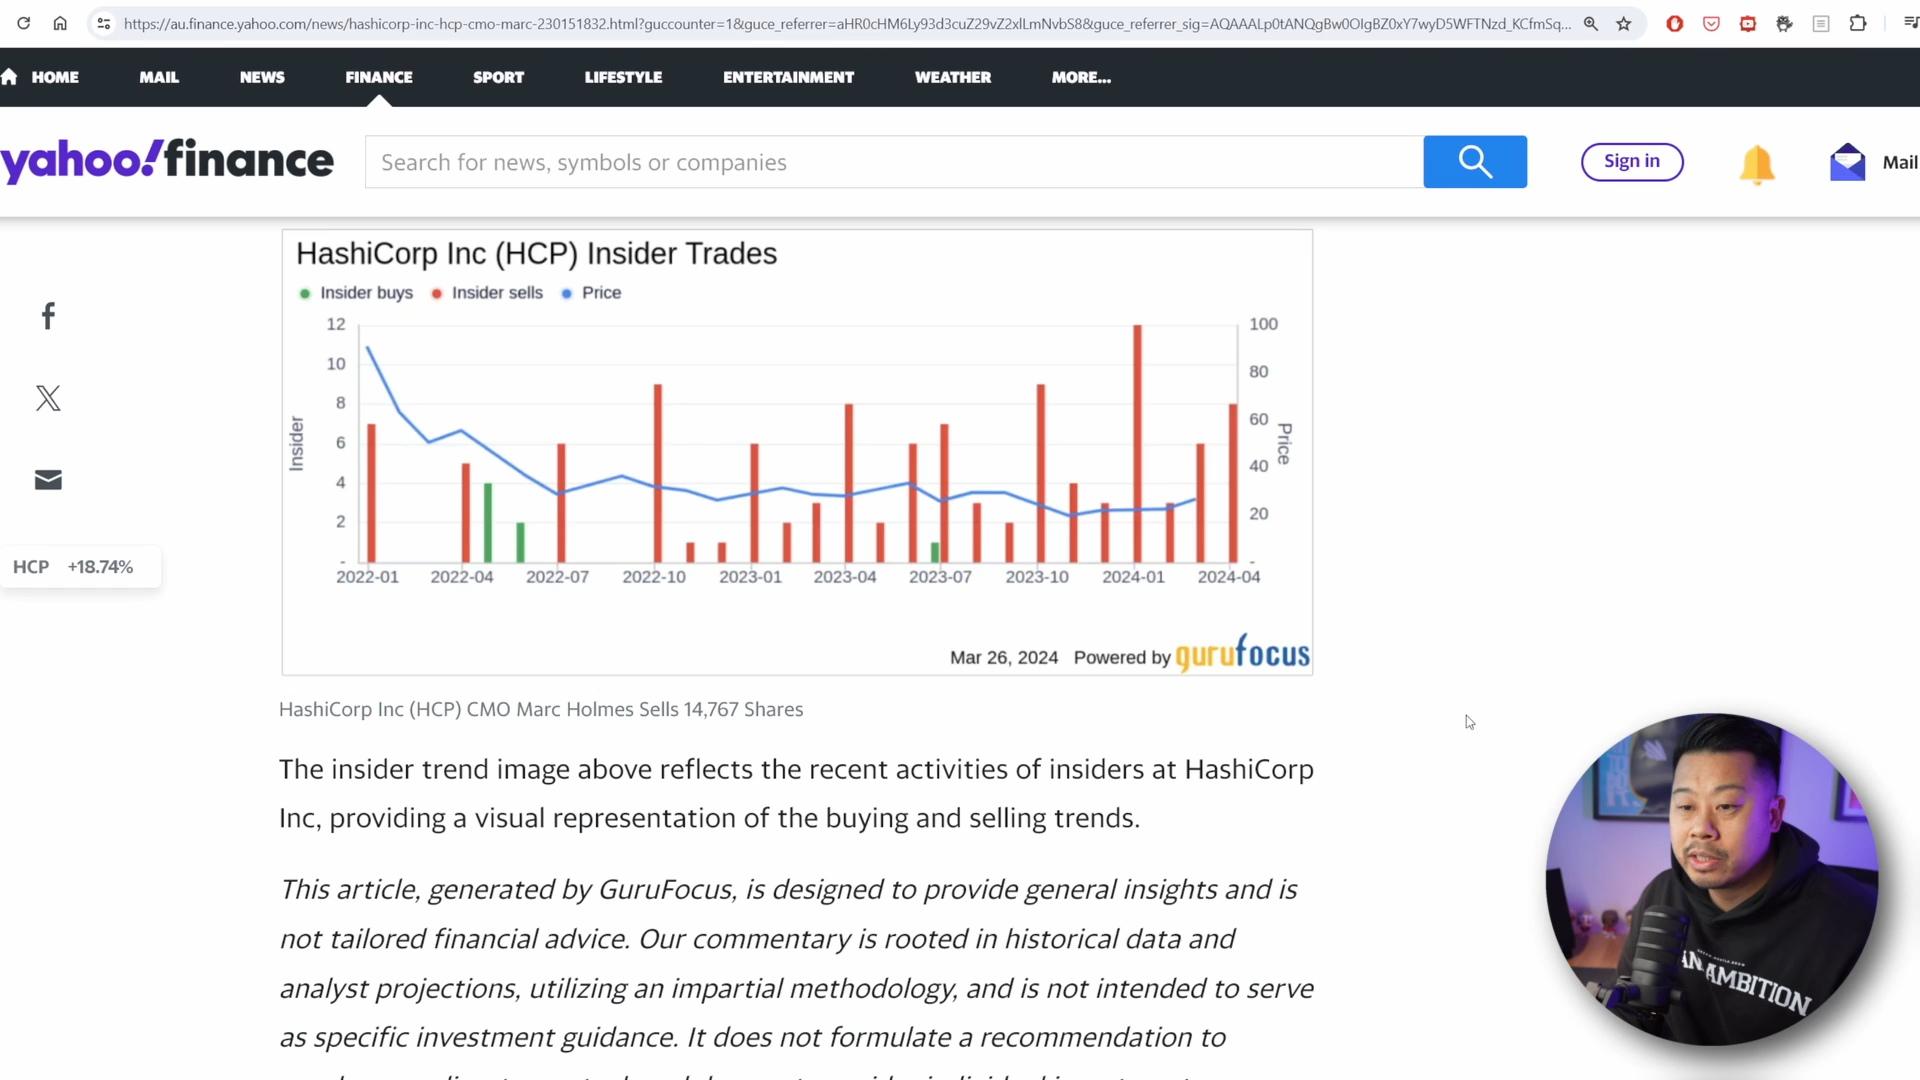 https://au.finance.yahoo.com/news/hashicorp-inc-hcp-cmo-marc-230151832.html?guccounter=1&guce_referrer=aHR0cHM6Ly93d3cuZ29vZ2xlLmNvbS8&guce_referrer_sig=AQAAALp0tANQgBw0OIgBZ0xY7wyD5WFTNzd_KCfmSq...
HOME MAIL NEWS FINANCE SPORT LIFESTYLE ENTERTAINMENT WEATHER MORE...
yahoo!finance Search for news, symbols or companies Sign in Mail
HashiCorp Inc (HCP) Insider Trades
Insider buys Insider sells Price
12 100
10 80
8 60
6 40
4 20
2
- -
Insider
Price
2022-01 2022-04 2022-07 2022-10 2023-01 2023-04 2023-07 2023-10 2024-01 2024-04
HCP +18.74%
Mar 26, 2024 Powered by gurufocus
HashiCorp Inc (HCP) CMO Marc Holmes Sells 14,767 Shares
The insider trend image above reflects the recent activities of insiders at HashiCorp
Inc, providing a visual representation of the buying and selling trends.
This article, generated by GuruFocus, is designed to provide general insights and is
not tailored financial advice. Our commentary is rooted in historical data and
analyst projections, utilizing an impartial methodology, and is not intended to serve
as specific investment guidance. It does not formulate a recommendation to
AN AMBITION